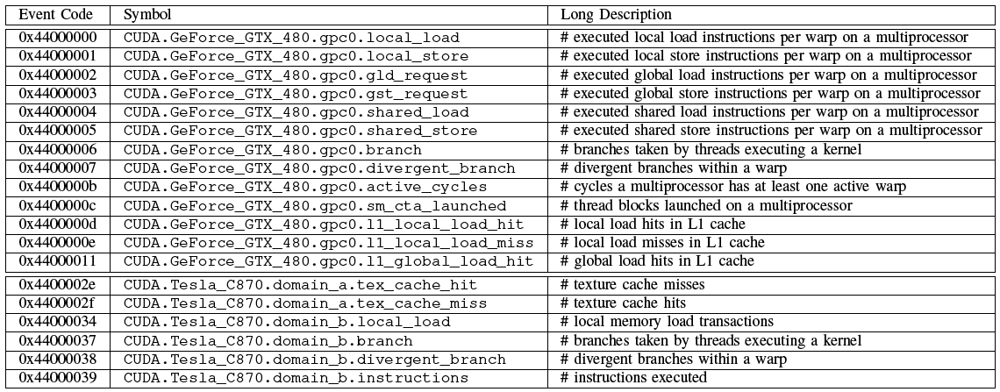 Event Code Symbol Long Description
0x44000000 CUDA.GeForce_GTX_480.gpc0.local_load # executed local load instructions per warp on a multiprocessor
0x44000001 CUDA.GeForce_GTX_480.gpc0.local_store # executed local store instructions per warp on a multiprocessor
0x44000002 CUDA.GeForce_GTX_480.gpc0.gld_request # executed global load instructions per warp on a multiprocessor
0x44000003 CUDA.GeForce_GTX_480.gpc0.gst_request # executed global store instructions per warp on a multiprocessor
0x44000004 CUDA.GeForce_GTX_480.gpc0.shared_load # executed shared load instructions per warp on a multiprocessor
0x44000005 CUDA.GeForce_GTX_480.gpc0.shared_store # executed shared store instructions per warp on a multiprocessor
0x44000006 CUDA.GeForce_GTX_480.gpc0.branch # branches taken by threads executing a kernel
0x44000007 CUDA.GeForce_GTX_480.gpc0.divergent_branch # divergent branches within a warp
0x4400000b CUDA.GeForce_GTX_480.gpc0.active_cycles # cycles a multiprocessor has at least one active warp
0x4400000c CUDA.GeForce_GTX_480.gpc0.sm_cta_launched # thread blocks launched on a multiprocessor
0x4400000d CUDA.GeForce_GTX_480.gpc0.l1_local_load_hit # local load hits in L1 cache
0x4400000e CUDA.GeForce_GTX_480.gpc0.l1_local_load_miss # local load misses in L1 cache
0x44000011 CUDA.GeForce_GTX_480.gpc0.l1_global_load_hit # global load hits in L1 cache
0x4400002e CUDA.Tesla_C870.domain_a.tex_cache_hit # texture cache misses
0x4400002f CUDA.Tesla_C870.domain_a.tex_cache_miss # texture cache hits
0x44000034 CUDA.Tesla_C870.domain_b.local_load # local memory load transactions
0x44000037 CUDA.Tesla_C870.domain_b.branch # branches taken by threads executing a kernel
0x44000038 CUDA.Tesla_C870.domain_b.divergent_branch # divergent branches within a warp
0x44000039 CUDA.Tesla_C870.domain_b.instructions # instructions executed